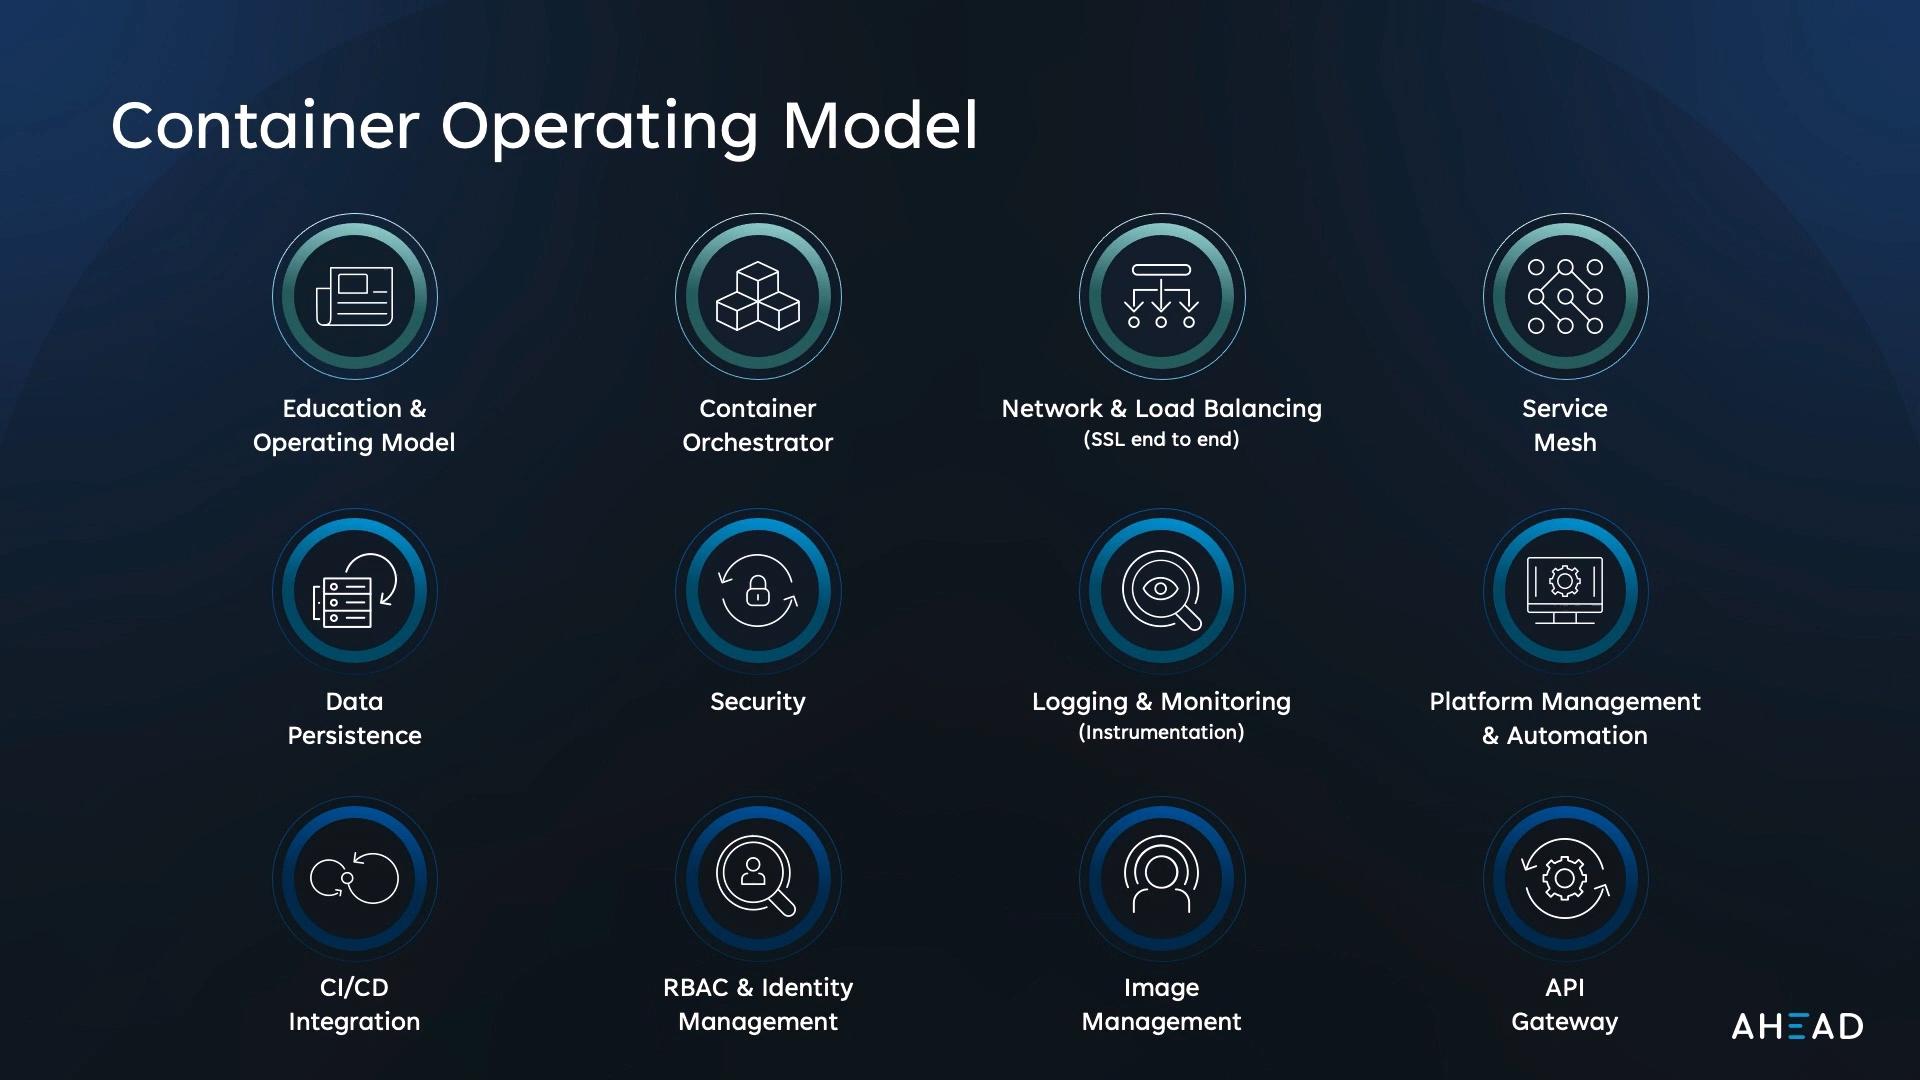 Container Operating Model
Education &
Operating Model
Container
Orchestrator
Network & Load Balancing
(SSL end to end)
Service
Mesh
Data
Persistence
Security
Logging & Monitoring
(Instrumentation)
Platform Management
& Automation
CI/CD
Integration
RBAC & Identity
Management
Image
Management
API
Gateway
AHEAD